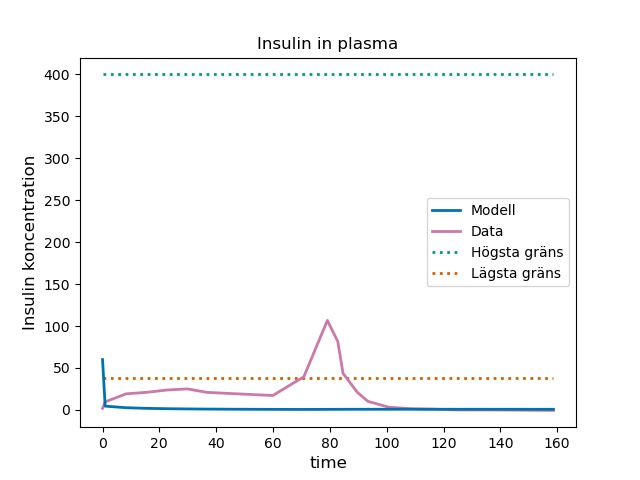 Insulin in plasma
Insulin koncentration
400
350
300
250
200
150
100
50
0
Modell
Data
Högsta gräns
Lägsta gräns
0 20 40 60 80 100 120 140 160
time